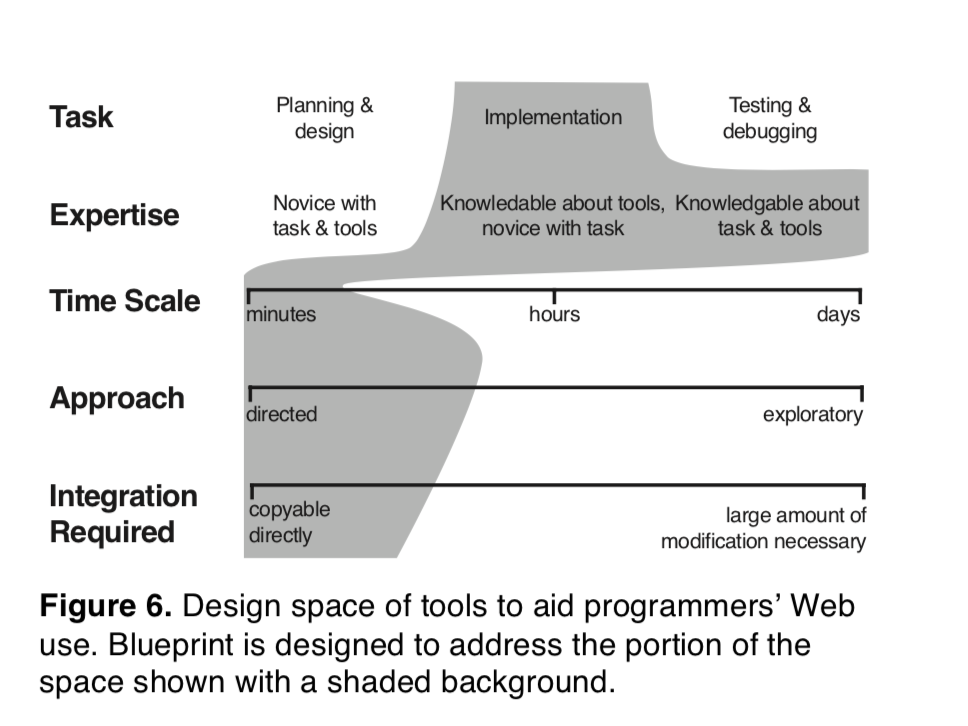 Task
Planning &
design
Implementation
Testing &
debugging
Expertise
Novice with
task & tools
Knowledable about tools,
novice with task
Knowledgable about
task & tools
Time Scale
minutes
hours
days
Approach
directed
exploratory
Integration
Required
copyable
directly
large amount of
modification necessary
Figure 6. Design space of tools to aid programmers’ Web
use. Blueprint is designed to address the portion of the
space shown with a shaded background.